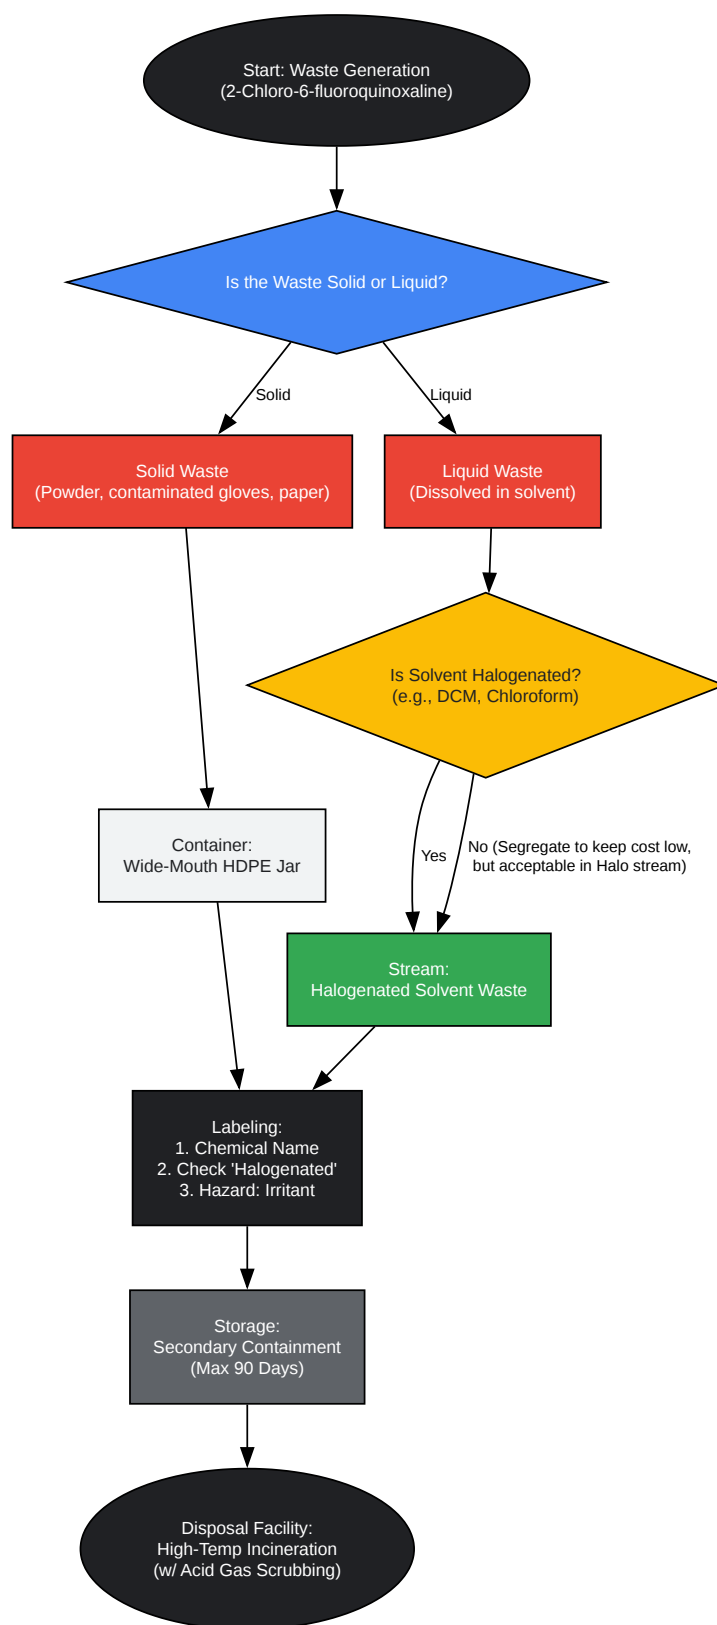 Start: Waste Generation
(2-Chloro-6-fluoroquinoxaline)
Is the Waste Solid or Liquid?
Solid
Liquid
Solid Waste
(Powder, contaminated gloves, paper)
Liquid Waste
(Dissolved in solvent)
Is Solvent Halogenated?
(e.g., DCM, Chloroform)
Container:
Wide-Mouth HDPE Jar
Yes
No (Segregate to keep cost low,
but acceptable in Halo stream)
Stream:
Halogenated Solvent Waste
Labeling:
1. Chemical Name
2. Check 'Halogenated'
3. Hazard: Irritant
Storage:
Secondary Containment
(Max 90 Days)
Disposal Facility:
High-Temp Incineration
(w/ Acid Gas Scrubbing)